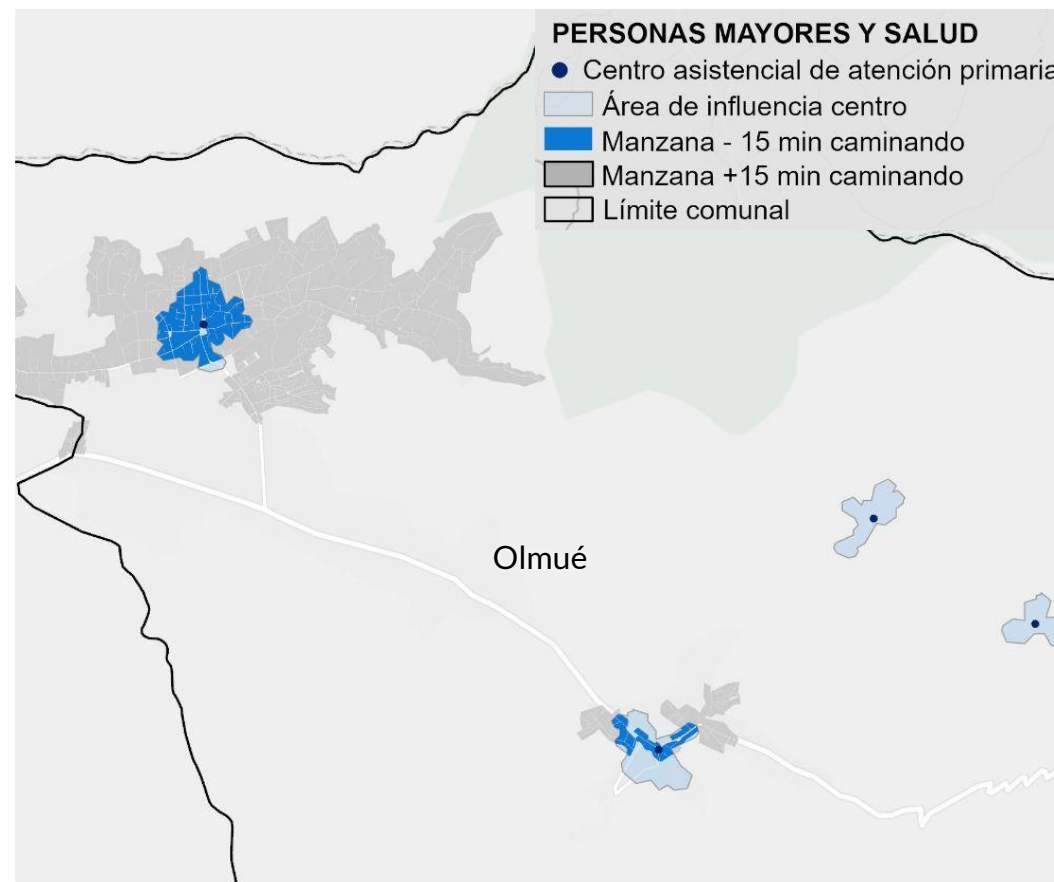 PERSONAS MAYORES Y SALUD
Centro asistencial de atención primaria
Área de influencia centro
Manzana - 15 min caminando
Manzana +15 min caminando
Límite comunal
Olmué